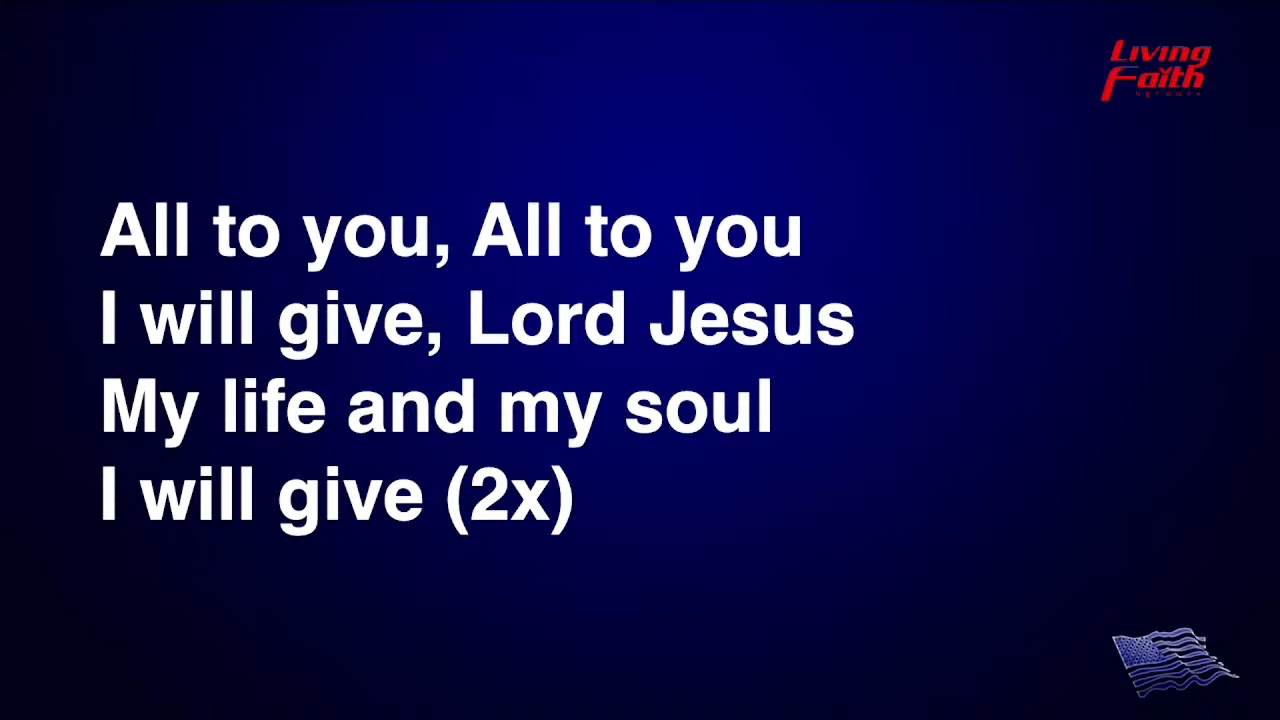 Living
Faith
All to you, All to you
I will give, Lord Jesus
My life and my soul
I will give (2x)